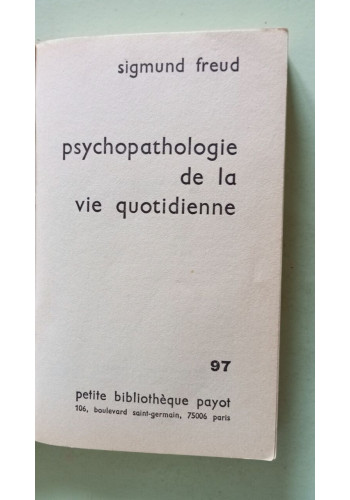 sigmund freud
psychopathologie
de la
vie quotidienne
97
petite bibliothèque payot
106, boulevard saint-germain, 75006 paris